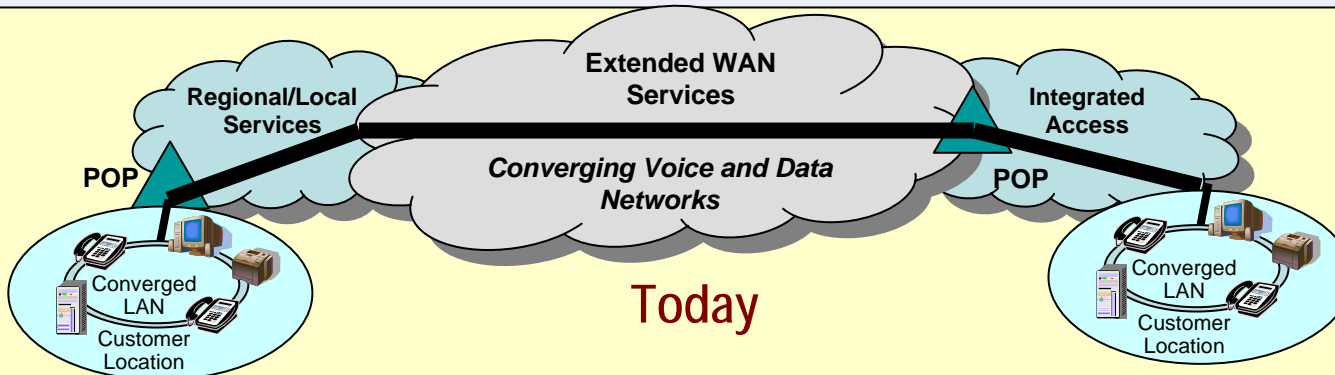 Extended WAN
Services
Regional/Local
Services
Integrated
Access
POP
Converging Voice and Data
Networks
POP
Converged
LAN
Customer
Location
Today
Converged
LAN
Customer
Location